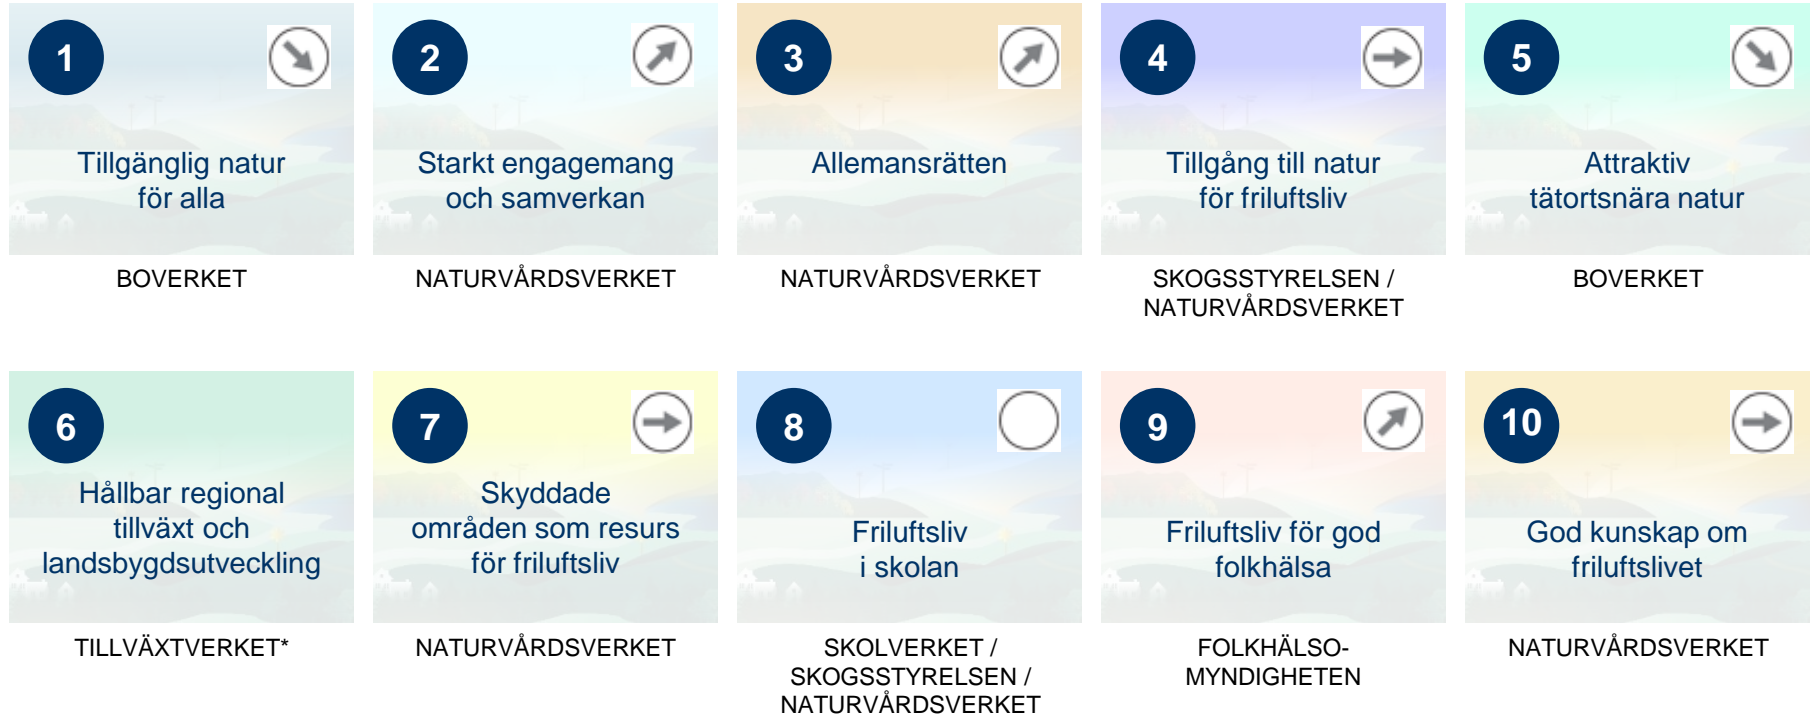 1
Tillgänglig natur
för alla
BOVERKET
2
Starkt engagemang
och samverkan
NATURVÅRDSVERKET
3
Allemansrätten
NATURVÅRDSVERKET
4
Tillgång till natur
för friluftsliv
SKOGSSTYRELSEN /
NATURVÅRDSVERKET
5
Attraktiv
tätortsnära natur
BOVERKET
6
Hållbar regional
tillväxt och
landsbygdsutveckling
TILLVÄXTVERKET*
7
Skyddade
områden som resurs
för friluftsliv
NATURVÅRDSVERKET
8
Friluftsliv
i skolan
SKOLVERKET /
SKOGSSTYRELSEN /
NATURVÅRDSVERKET
9
Friluftsliv för god
folkhälsa
FOLKHÄLSO-
MYNDIGHETEN
10
God kunskap om
friluftslivet
NATURVÅRDSVERKET